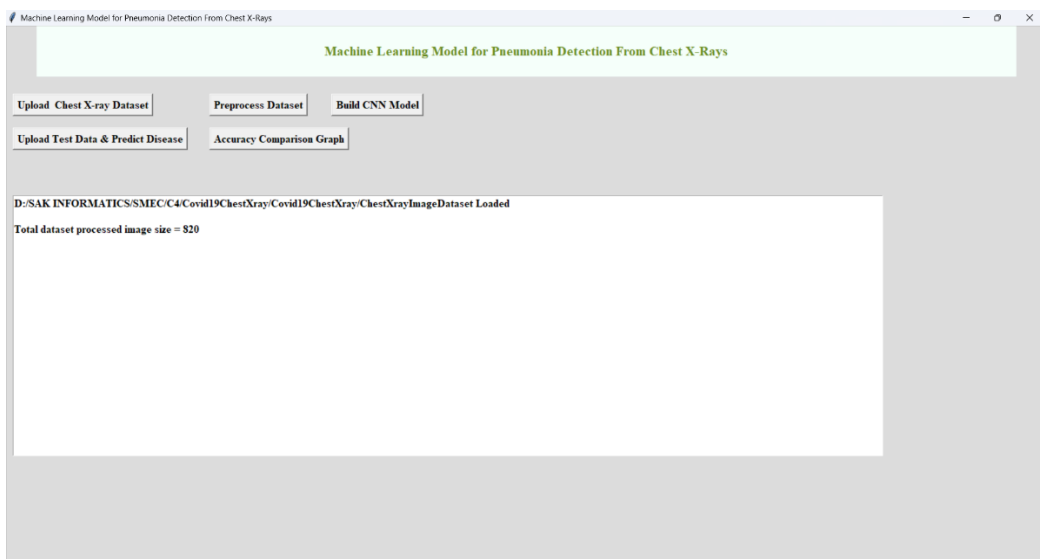 Machine Learning Model for Pneumonia Detection From Chest X-Rays
Machine Learning Model for Pneumonia Detection From Chest X-Rays
Upload Chest X-ray Dataset
Preprocess Dataset
Build CNN Model
Upload Test Data & Predict Disease
Accuracy Comparison Graph
D:/SAK INFORMATICS/SMEC/C4/Covid19ChestXray/Covid19ChestXray/ChestXrayImageDataset Loaded
Total dataset processed image size = 820